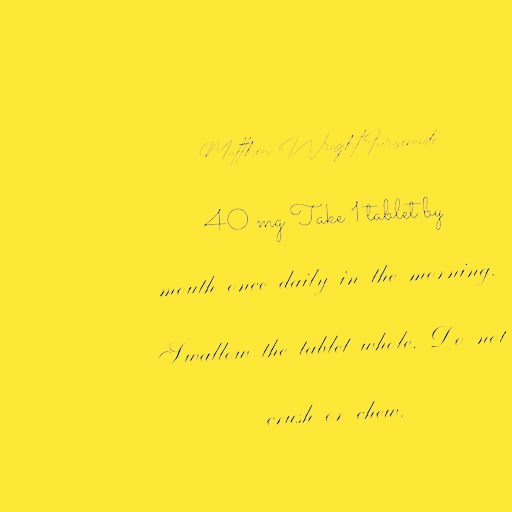 Matthew Wright Furosemide
40 mg Take 1 tablet by
mouth once daily in the morning.
Swallow the tablet whole. Do not
crush or chew.